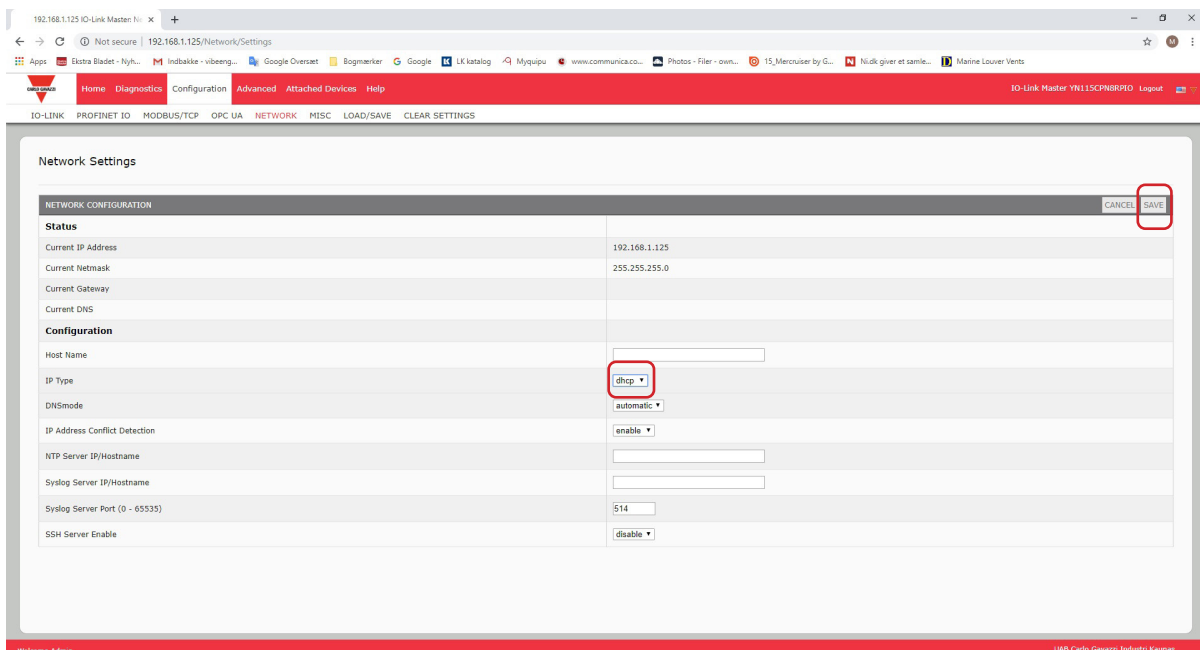 192.168.1.125 IO-Link Master: Ne
Not secure | 192.168.1.125/Network/Settings
Apps Ekstra Bladet - Nyh... Indbakke - vibeeng... Google Oversæt Bogmærker Google LK katalog Myquipu www.communica.co... Photos - Filer - own... 15_Mercruiser by G... Ni.dk giver et samle... Marine Louver Vents
CARLO GAVAZZI Home Diagnostics Configuration Advanced Attached Devices Help IO-Link Master YN115CPN8RPIO Logout
IO-LINK PROFINET IO MODBUS/TCP OPC UA NETWORK MISC LOAD/SAVE CLEAR SETTINGS
Network Settings
NETWORK CONFIGURATION CANCEL SAVE
Status
Current IP Address 192.168.1.125
Current Netmask 255.255.255.0
Current Gateway
Current DNS
Configuration
Host Name
IP Type dhcp
DNSmode automatic
IP Address Conflict Detection enable
NTP Server IP/Hostname
Syslog Server IP/Hostname
Syslog Server Port (0 - 65535) 514
SSH Server Enable disable
Welcome Admin UAB Carlo Gavazzi Industri Kaunas